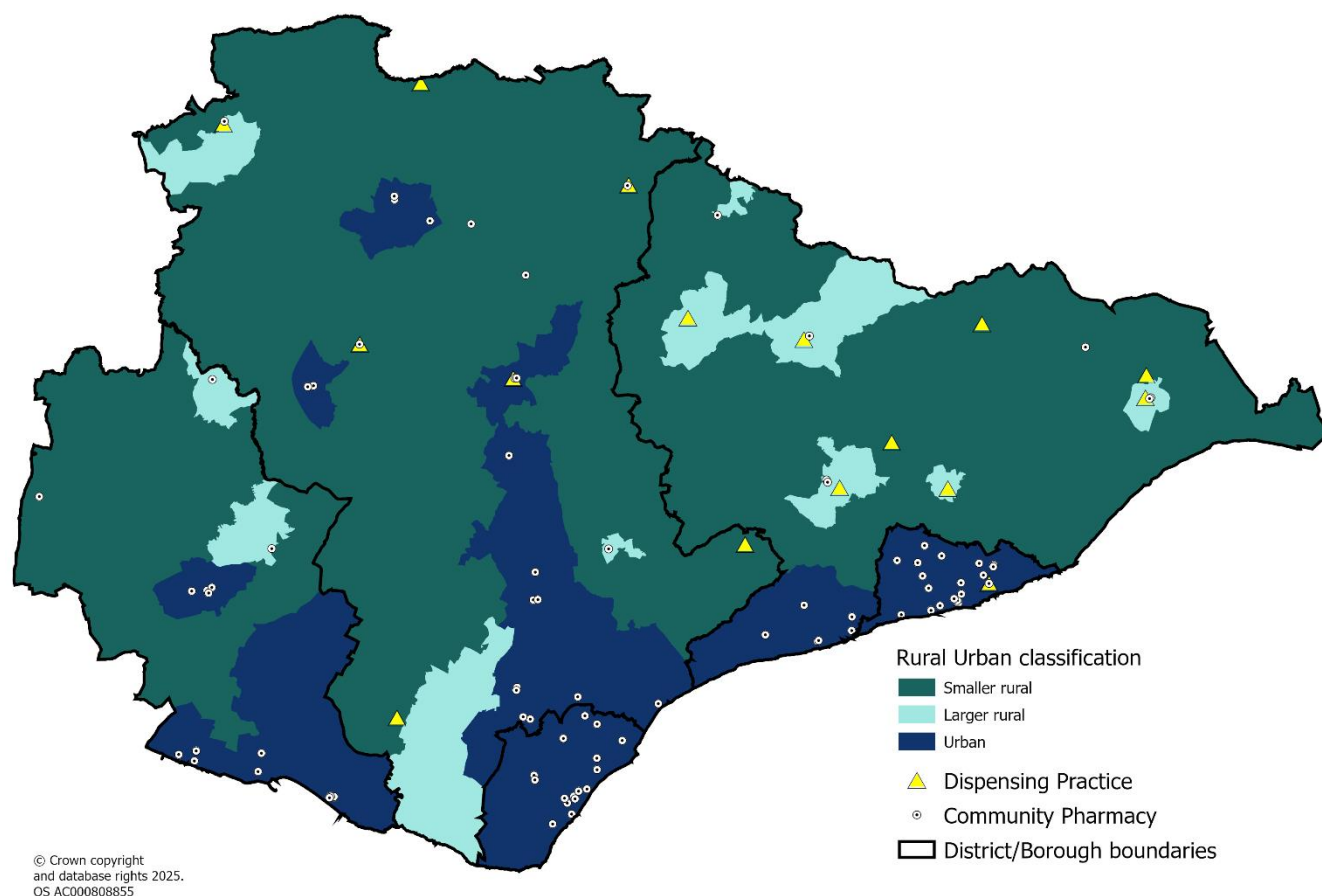 Rural Urban classification
Smaller rural
Larger rural
Urban
Dispensing Practice
Community Pharmacy
District/Borough boundaries
© Crown copyright
and database rights 2025.
OS AC000808855